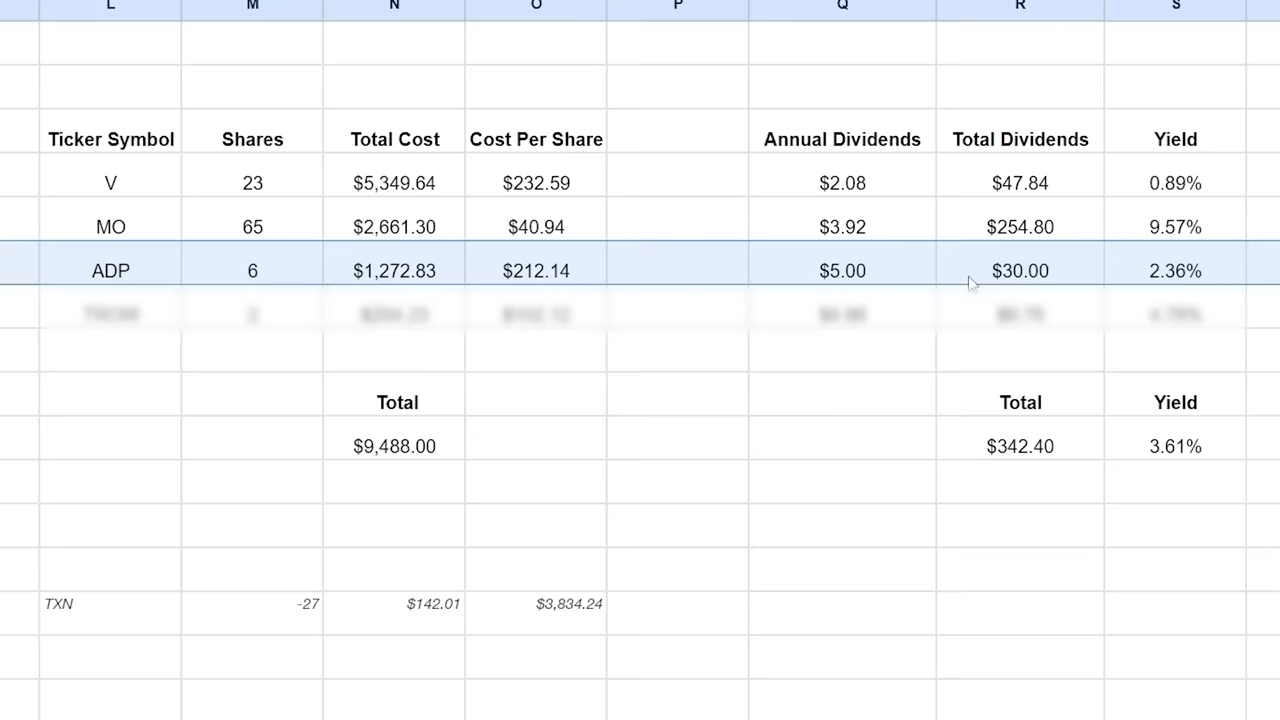 L M N O P Q R S
Ticker Symbol Shares Total Cost Cost Per Share Annual Dividends Total Dividends Yield
V 23 $5,349.64 $232.59 $2.08 $47.84 0.89%
MO 65 $2,661.30 $40.94 $3.92 $254.80 9.57%
ADP 6 $1,272.83 $212.14 $5.00 $30.00 2.36%
Total Total Yield
$9,488.00 $342.40 3.61%
TXN -27 $142.01 $3,834.24